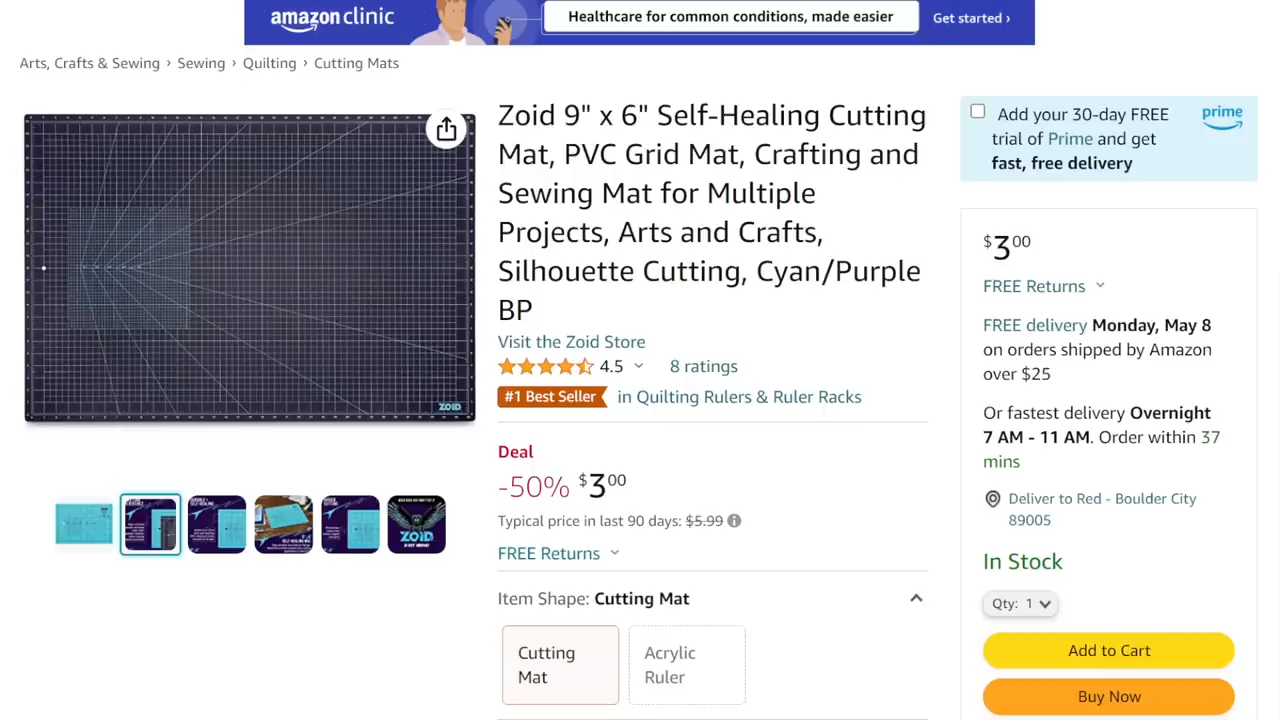 amazon clinic
Healthcare for common conditions, made easier
Get started ›
Arts, Crafts & Sewing › Sewing › Quilting › Cutting Mats
ZOID
Zoid 9" x 6" Self-Healing Cutting
Mat, PVC Grid Mat, Crafting and
Sewing Mat for Multiple
Projects, Arts and Crafts,
Silhouette Cutting, Cyan/Purple
BP
Visit the Zoid Store
4.5 8 ratings
#1 Best Seller in Quilting Rulers & Ruler Racks
Deal
-50% $3.00
Typical price in last 90 days: $5.99
FREE Returns
Item Shape: Cutting Mat
Cutting
Mat
Acrylic
Ruler
ZOID
Add your 30-day FREE
trial of Prime and get
fast, free delivery
prime
$3.00
FREE Returns
FREE delivery Monday, May 8
on orders shipped by Amazon
over $25
Or fastest delivery Overnight
7 AM - 11 AM. Order within 37
mins
Deliver to Red - Boulder City
89005
In Stock
Qty: 1
Add to Cart
Buy Now